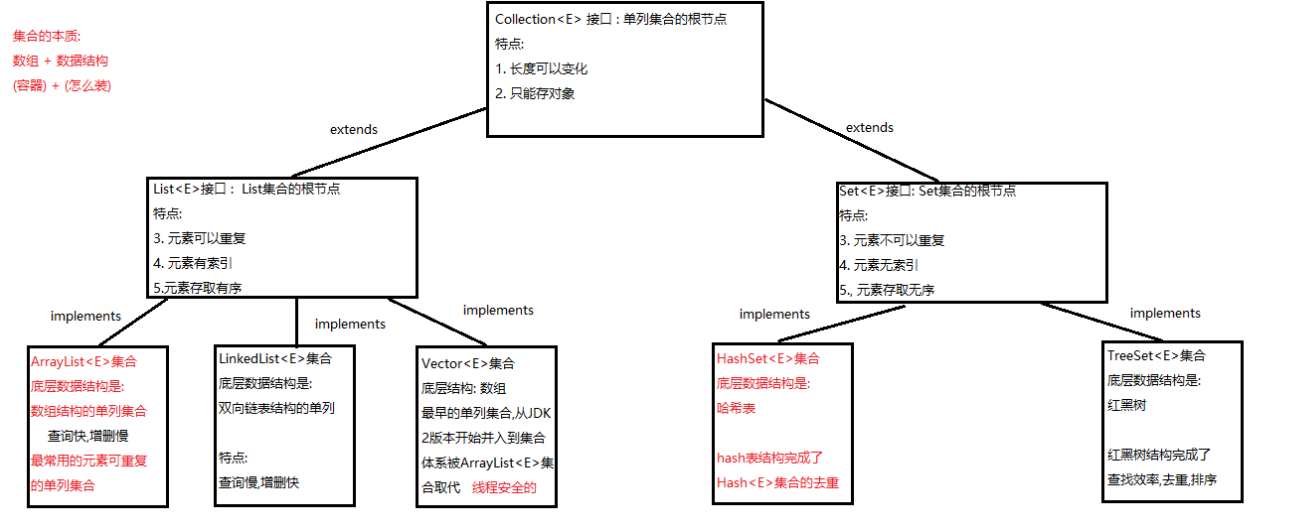 集合的本质:
数组 + 数据结构
(容器) + (怎么装)
Collection<E> 接口 : 单列集合的根节点
特点:
1. 长度可以变化
2. 只能存对象
extends
extends
List<E>接口 : List集合的根节点
特点:
3. 元素可以重复
4. 元素有索引
5.元素存取有序
Set<E>接口: Set集合的根节点
特点:
3. 元素不可以重复
4. 元素无索引
5., 元素存取无序
implements
implements
implements
implements
implements
ArrayList<E>集合
底层数据结构是:
数组结构的单列集合
查询快,增删慢
最常用的元素可重复
的单列集合
LinkedList<E>集合
底层数据结构是:
双向链表结构的单列
特点:
查询慢,增删快
Vector<E>集合
底层结构: 数组
最早的单列集合,从JDK
2版本开始并入到集合
体系被ArrayList<E>集
合取代 线程安全的
HashSet<E>集合
底层数据结构是:
哈希表
hash表结构完成了
Hash<E>集合的去重
TreeSet<E>集合
底层数据结构是:
红黑树
红黑树结构完成了
查找效率,去重,排序